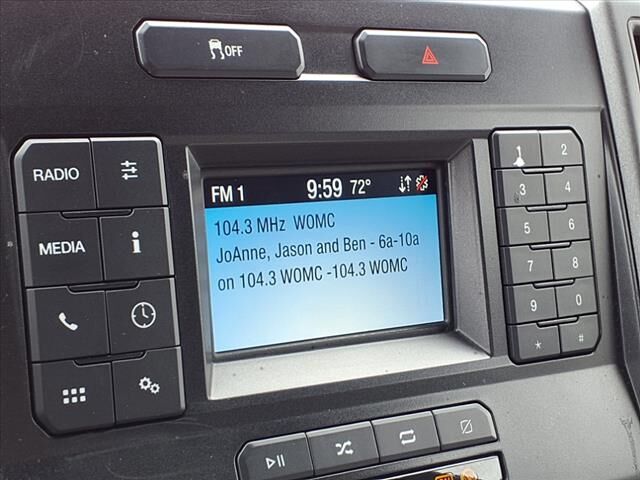 OFF
RADIO
MEDIA
i
FM 1 9:59 72°
104.3 MHz WOMC
JoAnne, Jason and Ben - 6a-10a
on 104.3 WOMC -104.3 WOMC
1 2
3 4
5 6
7 8
9 0
* #